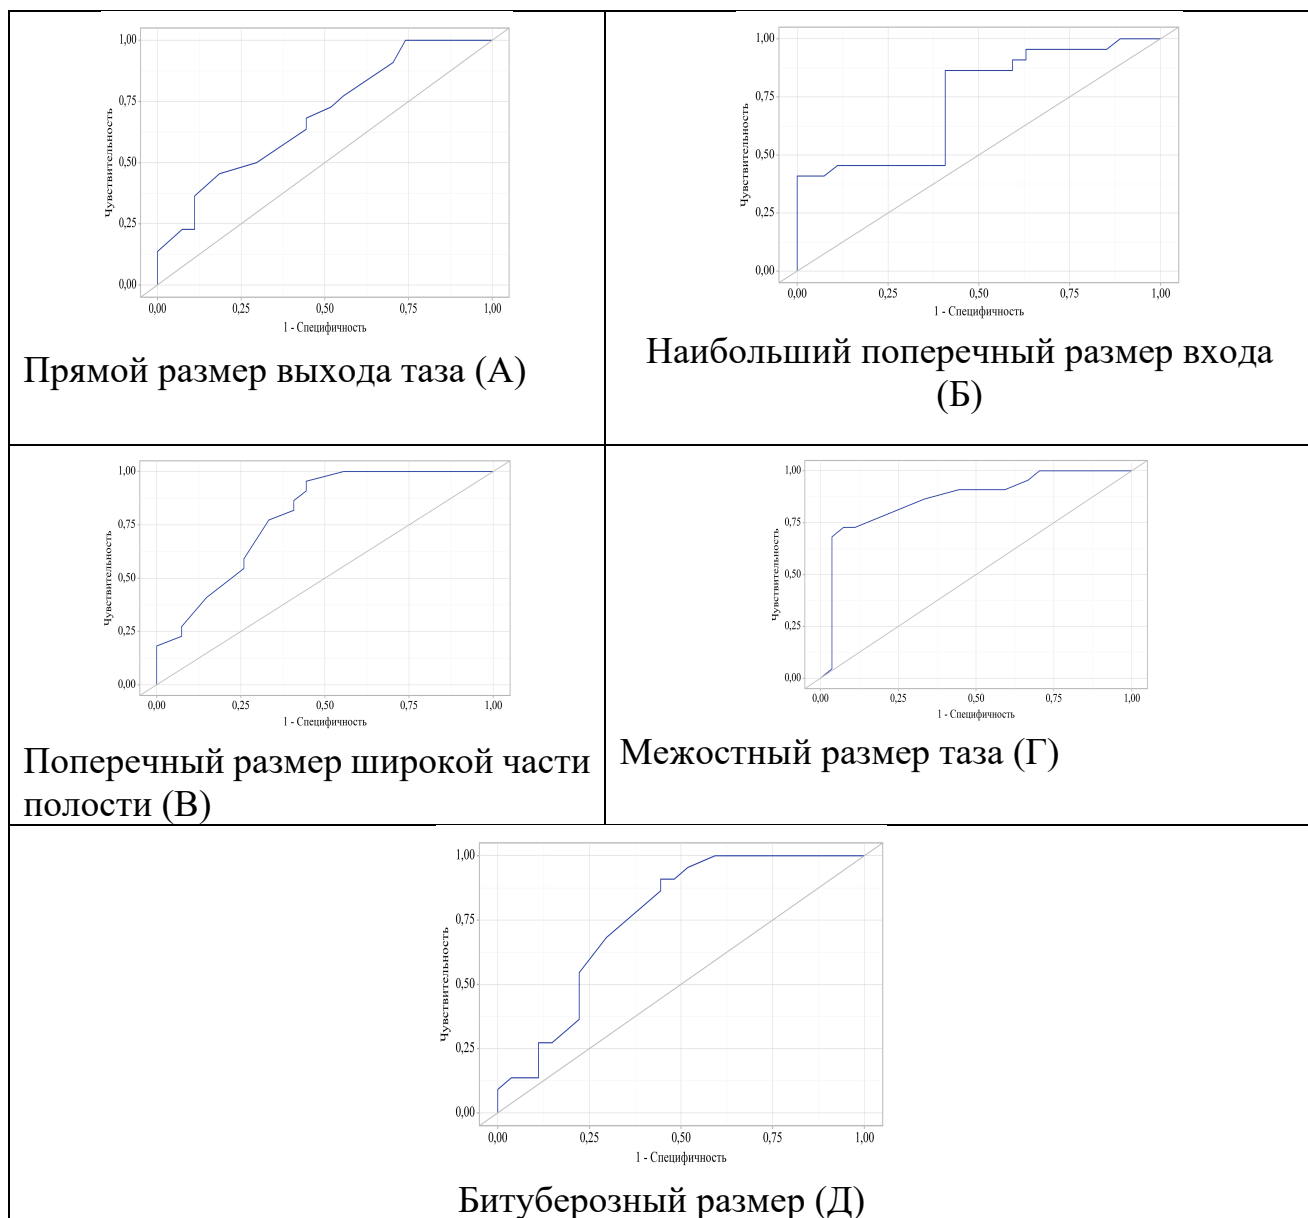 1,00
0,75
0,50
0,25
0,00
Чувствительность
0,00 0,25 0,50 0,75 1,00
1 - Специфичность
Прямой размер выхода таза (А)
1,00
0,75
0,50
0,25
0,00
Чувствительность
0,00 0,25 0,50 0,75 1,00
1 - Специфичность
Наибольший поперечный размер входа
(Б)
1,00
0,75
0,50
0,25
0,00
Чувствительность
0,00 0,25 0,50 0,75 1,00
1 - Специфичность
Поперечный размер широкой части
полости (В)
1,00
0,75
0,50
0,25
0,00
Чувствительность
0,00 0,25 0,50 0,75 1,00
1 - Специфичность
Межостный размер таза (Г)
1,00
0,75
0,50
0,25
0,00
Чувствительность
0,00 0,25 0,50 0,75 1,00
1 - Специфичность
Битуберозный размер (Д)